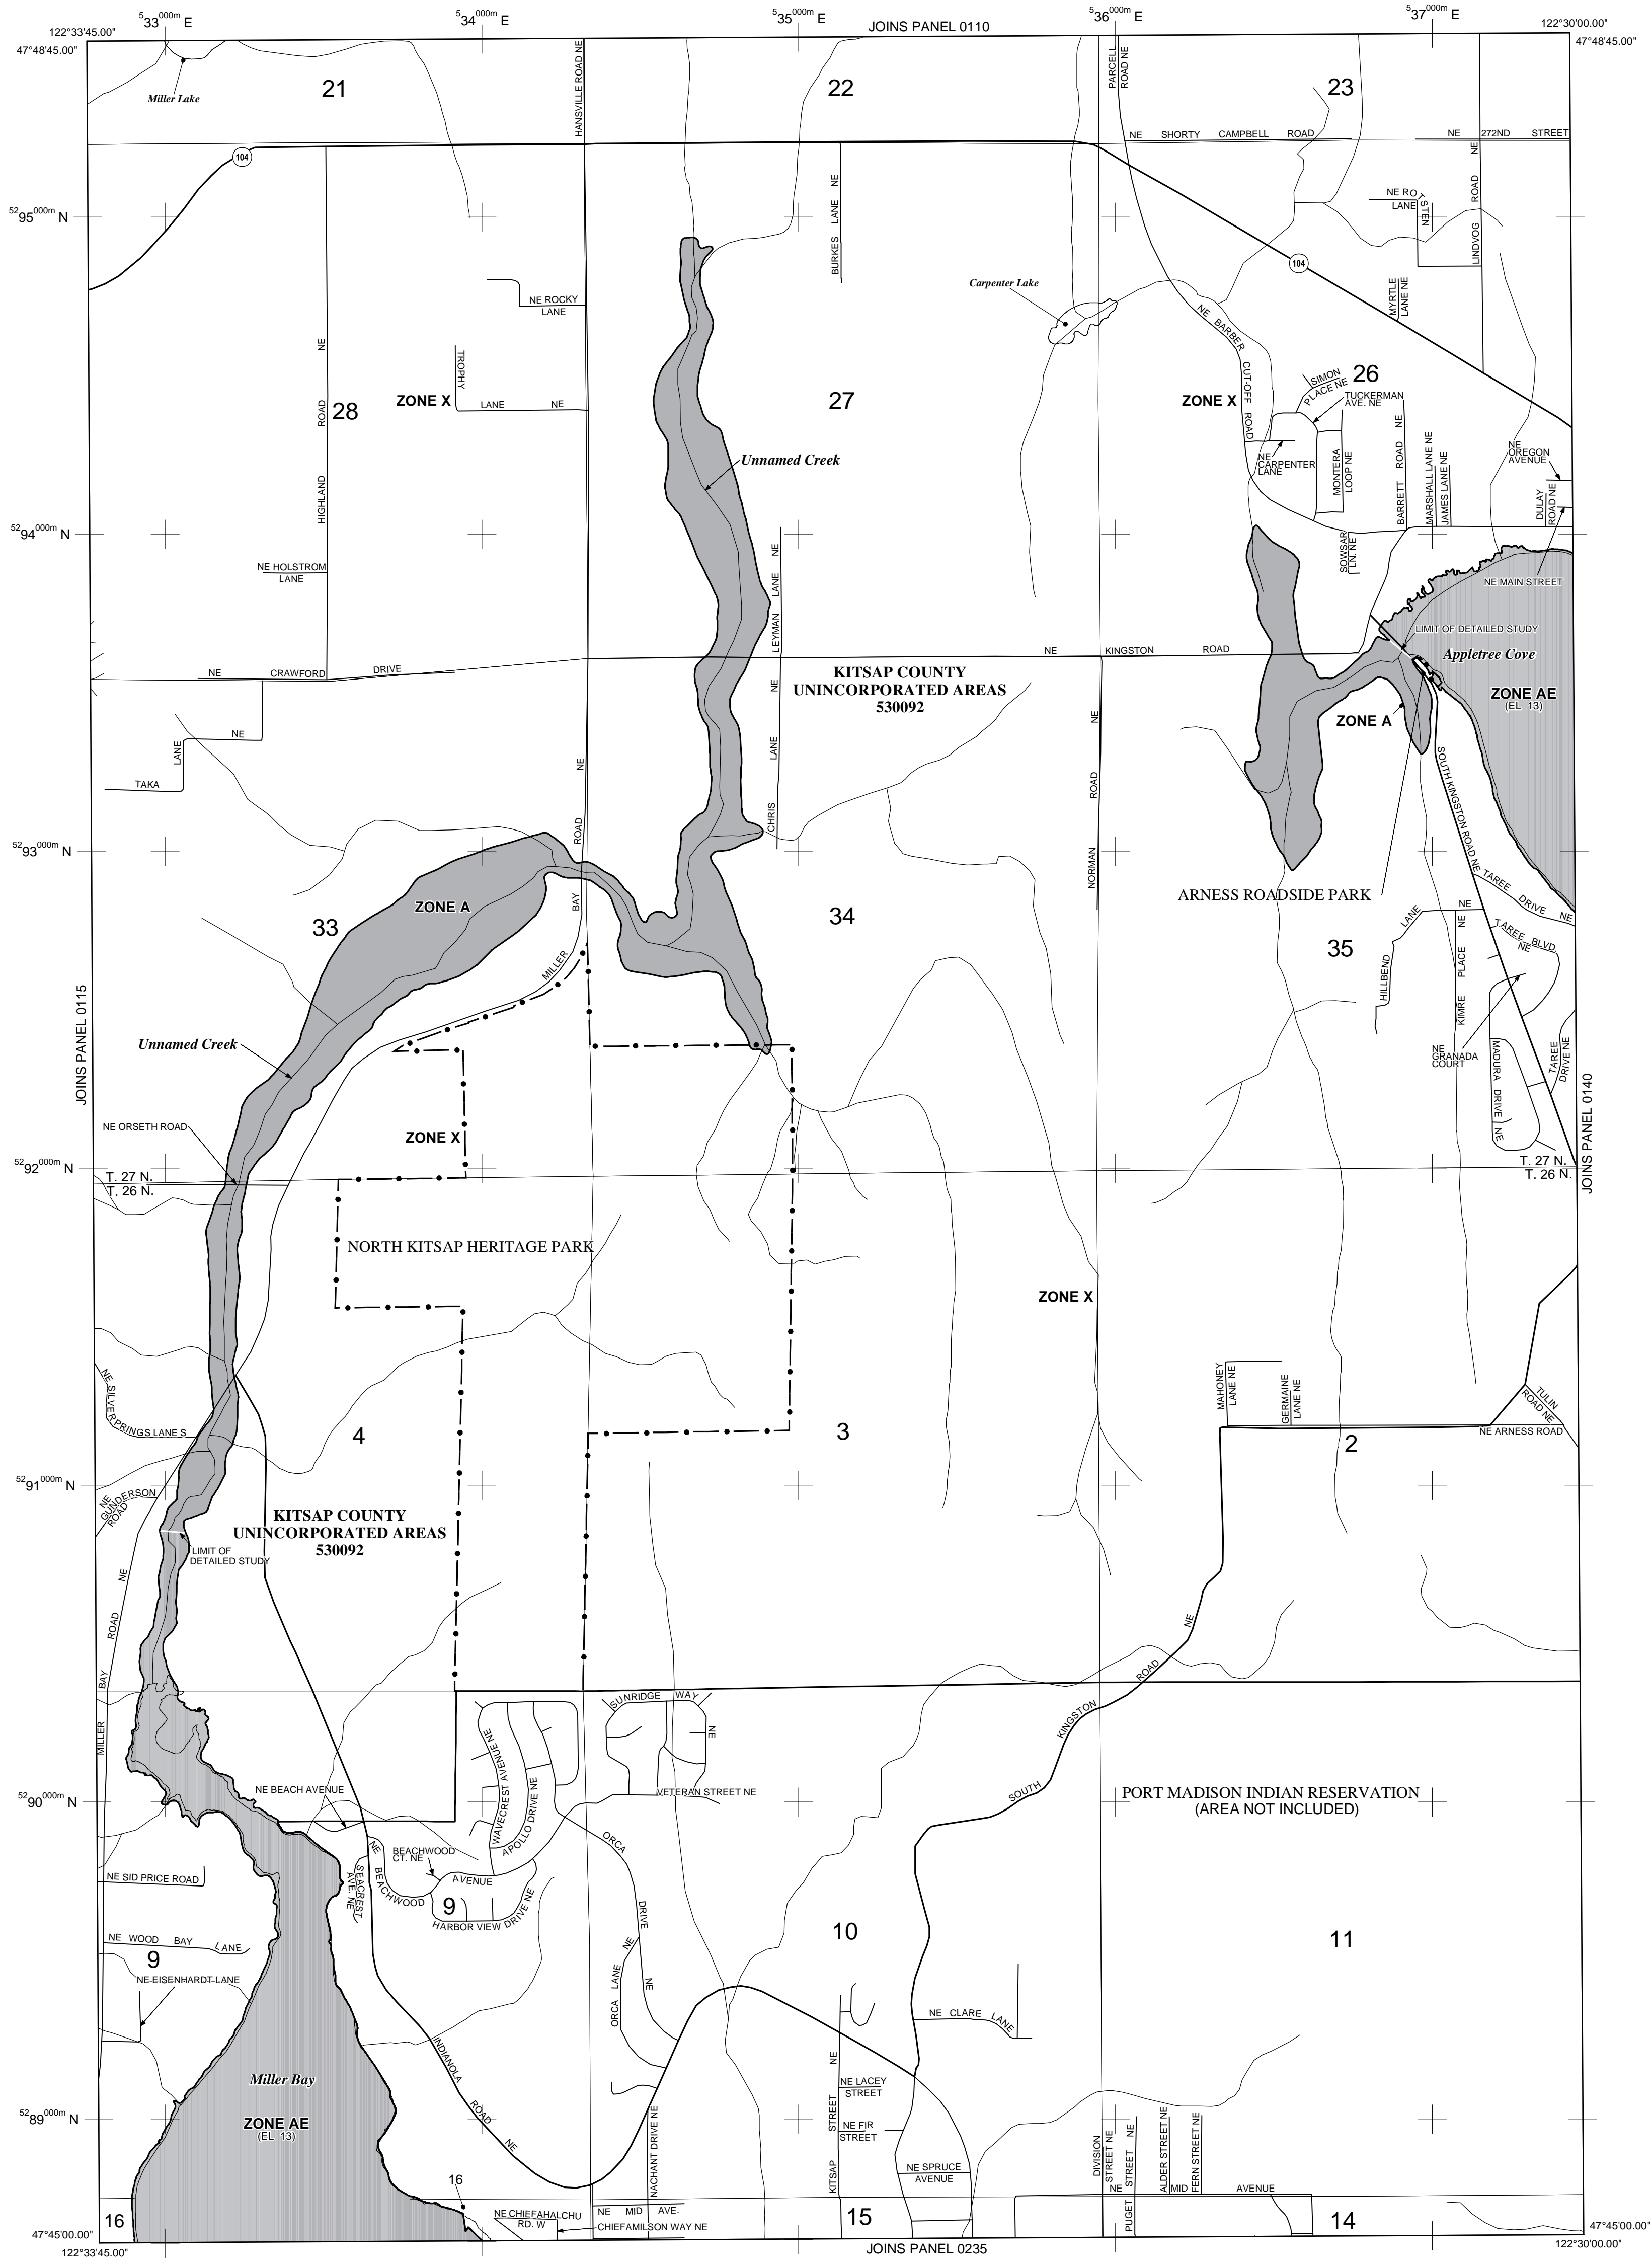 5 33 000m E
5 34 000m E
5 35 000m E
JOINS PANEL 0110
5 36 000m E
5 37 000m E
122°33'45.00"
122°30'00.00"
47°48'45.00"
47°48'45.00"
Miller Lake
21
HANSVILLE ROAD NE
22
PARCELL
ROAD NE
23
104
NE SHORTY CAMPBELL ROAD
NE 272ND STREET
52 95 000m N
BURKES LANE NE
NE ROTSTEN
LANE
LINDVOG ROAD NE
104
MYRTLE
LANE NE
Carpenter Lake
NE ROCKY
LANE
NE BARBER CUT-OFF ROAD
HIGHLAND ROAD NE
TROPHY LANE NE
28
ZONE X
27
ZONE X
SIMON
PLACE NE
26
TUCKERMAN
AVE. NE
Unnamed Creek
NE
CARPENTER
LANE
MONTERA
LOOP NE
BARRETT ROAD NE
MARSHALL LANE NE
JAMES LANE NE
NE
OREGON
AVENUE
DULAY
ROAD NE
52 94 000m N
SOWSAR
LN. NE
NE HOLSTROM
LANE
NE MAIN STREET
LEYMAN LANE NE
LIMIT OF DETAILED STUDY
Appletree Cove
NE CRAWFORD DRIVE
NE KINGSTON ROAD
KITSAP COUNTY
UNINCORPORATED AREAS
530092
ZONE AE
(EL 13)
ZONE A
TAKA LANE NE
CHRIS LANE NE
NORMAN ROAD NE
SOUTH KINGSTON ROAD NE
52 93 000m N
MILLER BAY ROAD NE
ARNESS ROADSIDE PARK
TAREE DRIVE NE
33
ZONE A
34
35
HILLBEND LANE NE
KIMRE PLACE NE
TAREE BLVD.
NE
JOINS PANEL 0115
Unnamed Creek
NE
GRANADA
COURT
MADURA DRIVE NE
TAREE
DRIVE NE
JOINS PANEL 0140
NE ORSETH ROAD
ZONE X
52 92 000m N
T. 27 N.
T. 26 N.
T. 27 N.
T. 26 N.
NORTH KITSAP HERITAGE PARK
ZONE X
NE SILVER SPRINGS LANE
MAHONEY
LANE NE
GERMAINE
LANE NE
TULIN
ROAD NE
NE ARNESS ROAD
4
3
2
52 91 000m N
NE
GUNDERSON
ROAD
KITSAP COUNTY
UNINCORPORATED AREAS
530092
LIMIT OF
DETAILED STUDY
MILLER BAY ROAD NE
SOUTH KINGSTON ROAD NE
SUNRIDGE WAY NE
WAVECREST AVENUE NE
APOLLO DRIVE NE
VETERAN STREET NE
52 90 000m N
NE BEACH AVENUE
PORT MADISON INDIAN RESERVATION
(AREA NOT INCLUDED)
BEACHWOOD
CT. NE
NE BEACHWOOD AVENUE
SEACREST
AVE. NE
ORCA DRIVE NE
NE SID PRICE ROAD
9
HARBOR VIEW DRIVE NE
10
11
NE WOOD BAY LANE
9
NE EISENHARDT LANE
ORCA LANE NE
NE CLARE LANE
INDIANOLA ROAD NE
Miller Bay
ZONE AE
(EL 13)
NE LACEY
STREET
NE FIR
STREET
KITSAP STREET NE
52 89 000m N
NACHANT DRIVE NE
NE SPRUCE
AVENUE
DIVISION
STREET NE
PUGET STREET NE
ALDER STREET NE
FERN STREET NE
NE MID AVENUE
16
16
NE CHIEFAHALCHU
RD. W
NE MID AVE.
CHIEFAMILSON WAY NE
15
14
47°45'00.00"
47°45'00.00"
122°33'45.00"
JOINS PANEL 0235
122°30'00.00"